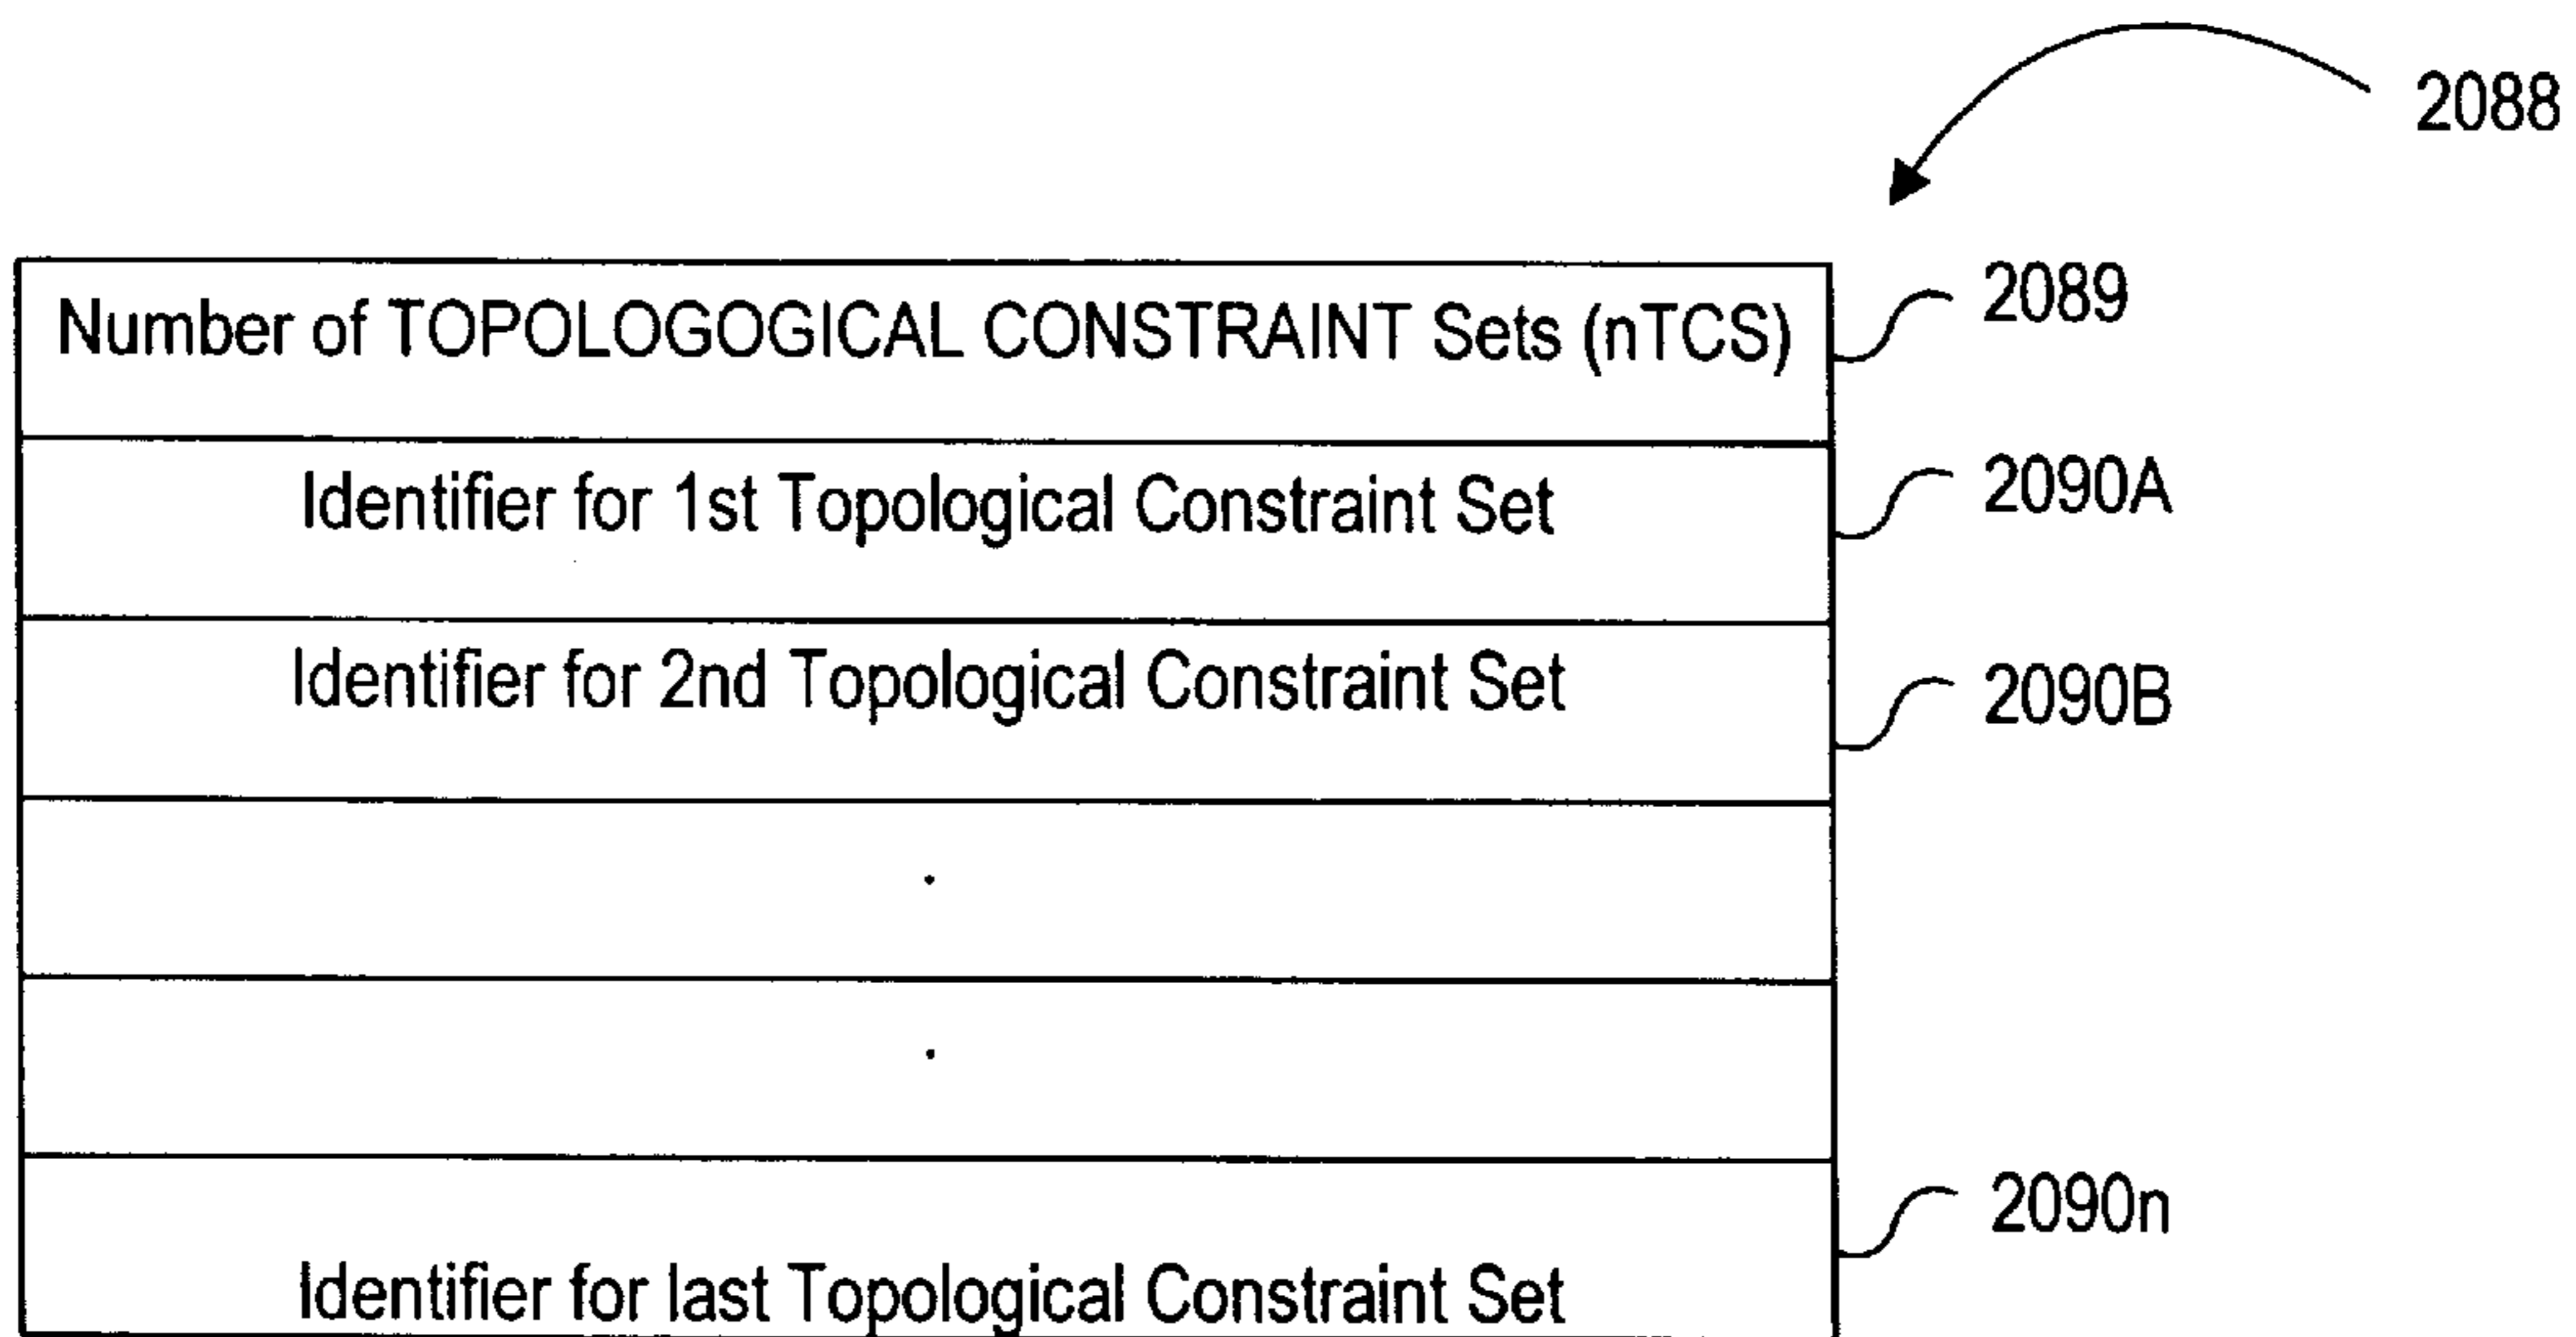 2088
Number of TOPOLOGOGICAL CONSTRAINT Sets (nTCS)
2089
Identifier for 1st Topological Constraint Set
2090A
Identifier for 2nd Topological Constraint Set
2090B
.
.
2090n
Identifier for last Topological Constraint Set